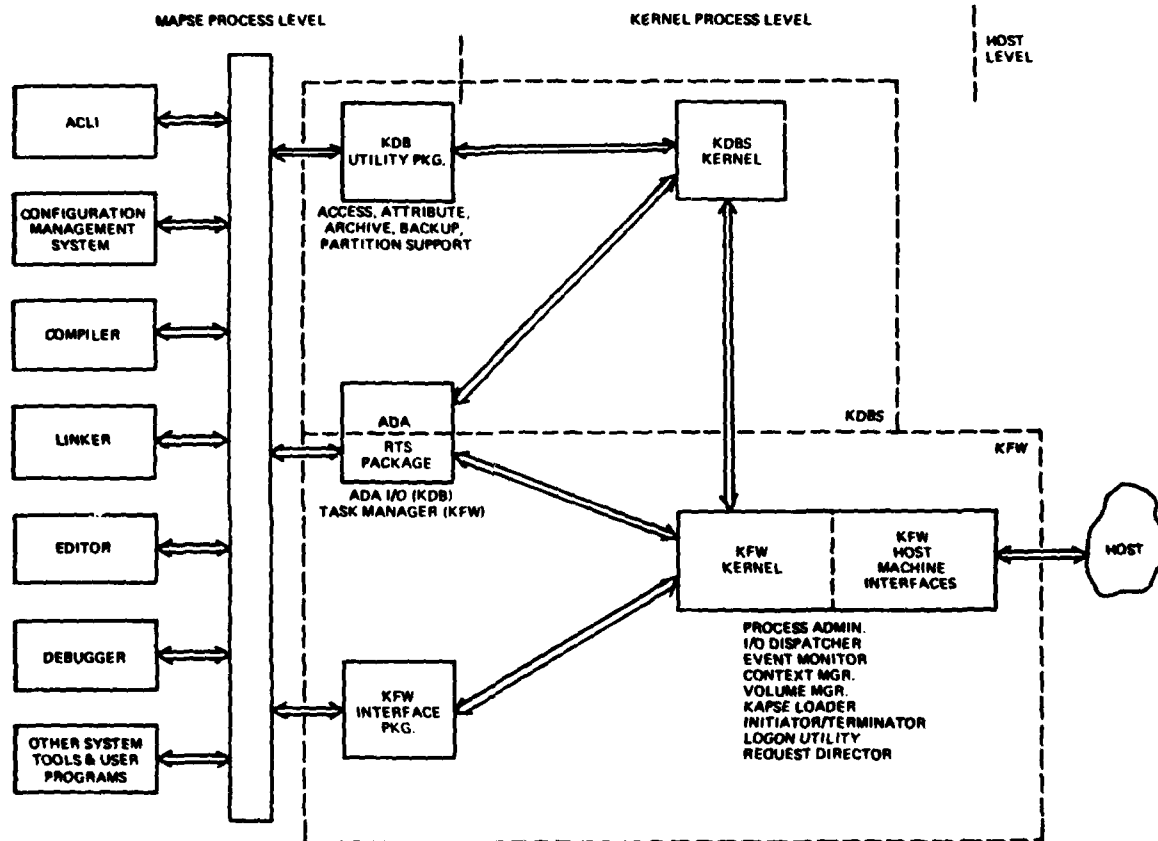 MAPSE PROCESS LEVEL
KERNEL PROCESS LEVEL
HOST
LEVEL
ACLI
CONFIGURATION
MANAGEMENT
SYSTEM
COMPILER
LINKER
EDITOR
DEBUGGER
OTHER SYSTEM
TOOLS & USER
PROGRAMS
KDB
UTILITY PKG.
ACCESS, ATTRIBUTE,
ARCHIVE, BACKUP,
PARTITION SUPPORT
KDBS
KERNEL
ADA
RTS
PACKAGE
ADA I/O (KDB)
TASK MANAGER (KFW)
KDBS
KFW
KFW
INTERFACE
PKG.
KFW
KERNEL
KFW
HOST
MACHINE
INTERFACES
HOST
PROCESS ADMIN.
I/O DISPATCHER
EVENT MONITOR
CONTEXT MGR.
VOLUME MGR.
KAPSE LOADER
INITIATOR/TERMINATOR
LOGON UTILITY
REQUEST DIRECTOR